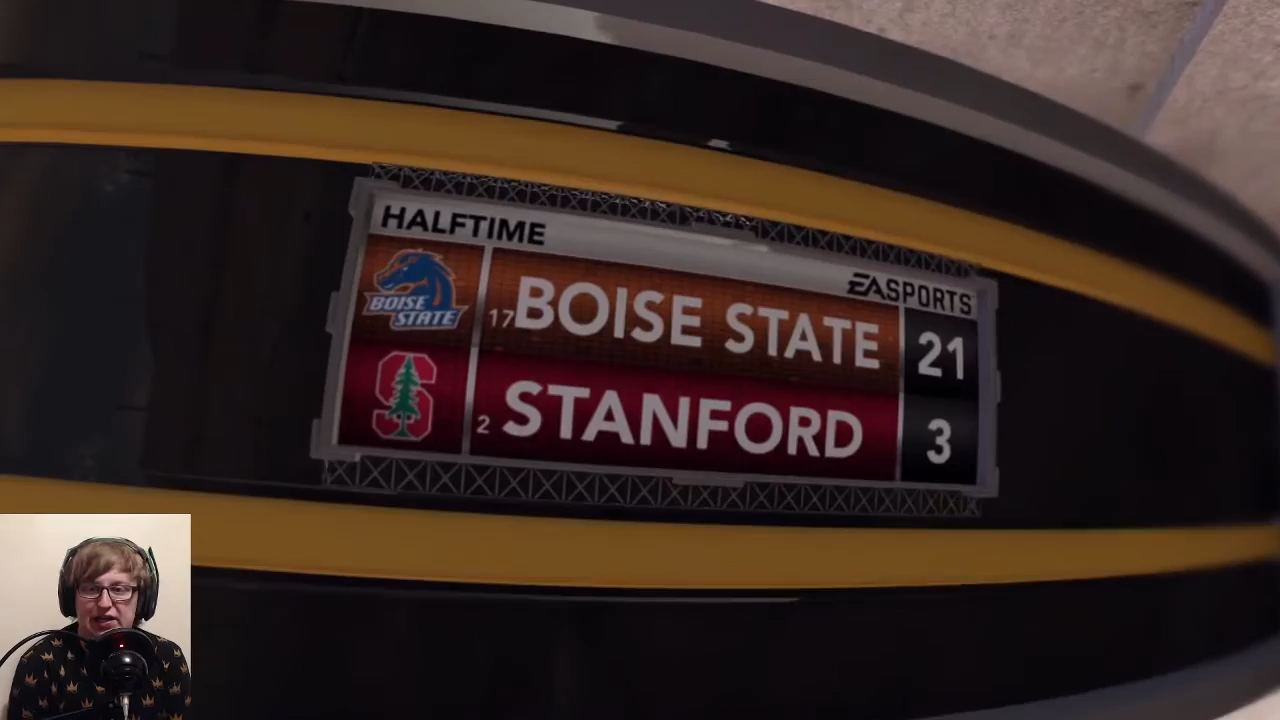 HALFTIME
EA SPORTS
BOISE STATE
17 BOISE STATE 21
S
2 STANFORD 3